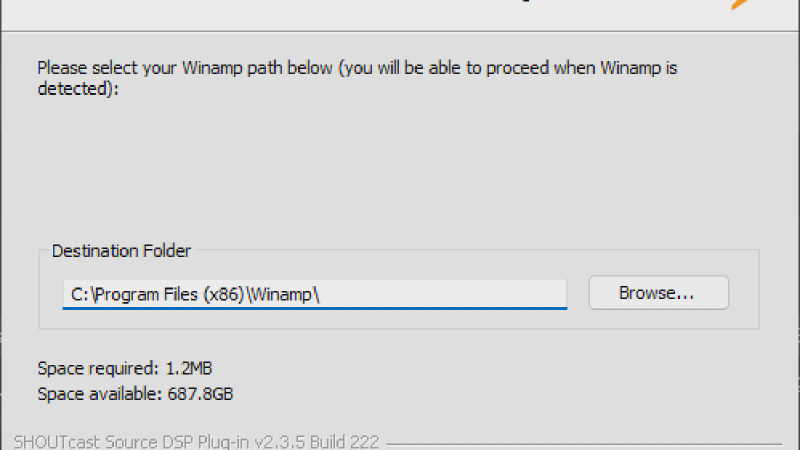 Please select your Winamp path below (you will be able to proceed when Winamp is
detected):
Destination Folder
C:\Program Files (x86)\Winamp\
Browse...
Space required: 1.2MB
Space available: 687.8GB
SHOUTcast Source DSP Plug-in v2.3.5 Build 222